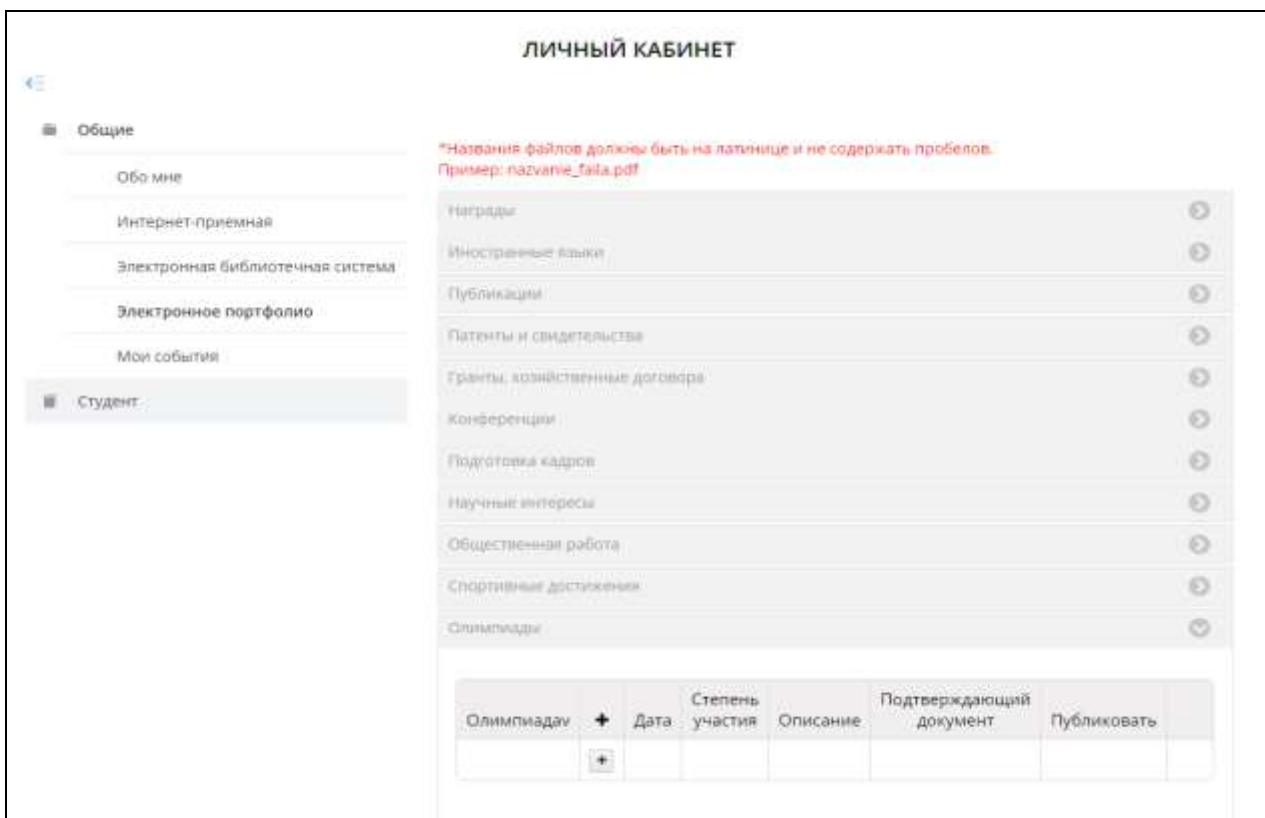 ЛИЧНЫЙ КАБИНЕТ
Общие
Обо мне
Интернет-приемная
Электронная библиотечная система
Электронное портфолио
Мои события
Студент
*Названия файлов должны быть на латинице и не содержать пробелов.
Пример: nazvanie_faila.pdf
Награды
Иностранные языки
Публикации
Патенты и свидетельства
Гранты, хозяйственные договора
Конференции
Подготовка кадров
Научные интересы
Общественная работа
Спортивные достижения
Олимпиады
Олимпиадаv + Дата Степень участия Описание Подтверждающий документ Публиковать
+